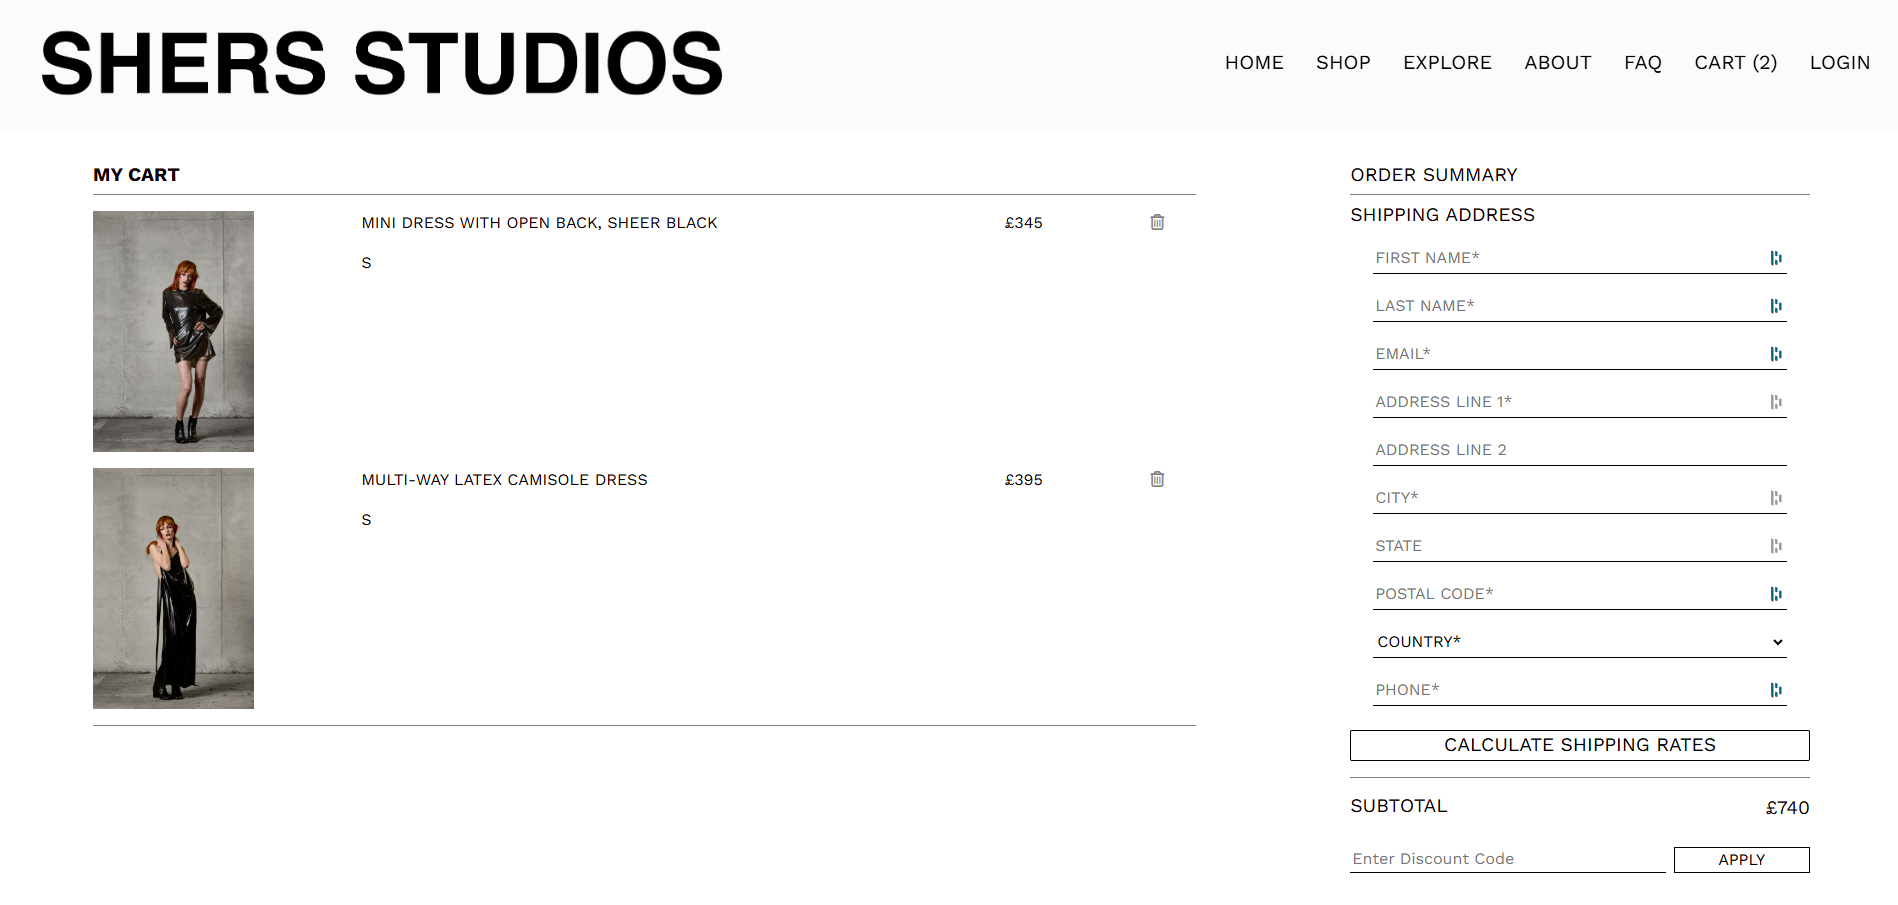 SHERS STUDIOS
HOME SHOP EXPLORE ABOUT FAQ CART (2) LOGIN
MY CART
MINI DRESS WITH OPEN BACK, SHEER BLACK £345
S
MULTI-WAY LATEX CAMISOLE DRESS £395
S
ORDER SUMMARY
SHIPPING ADDRESS
FIRST NAME*
LAST NAME*
EMAIL*
ADDRESS LINE 1*
ADDRESS LINE 2
CITY*
STATE
POSTAL CODE*
COUNTRY*
PHONE*
CALCULATE SHIPPING RATES
SUBTOTAL £740
Enter Discount Code APPLY